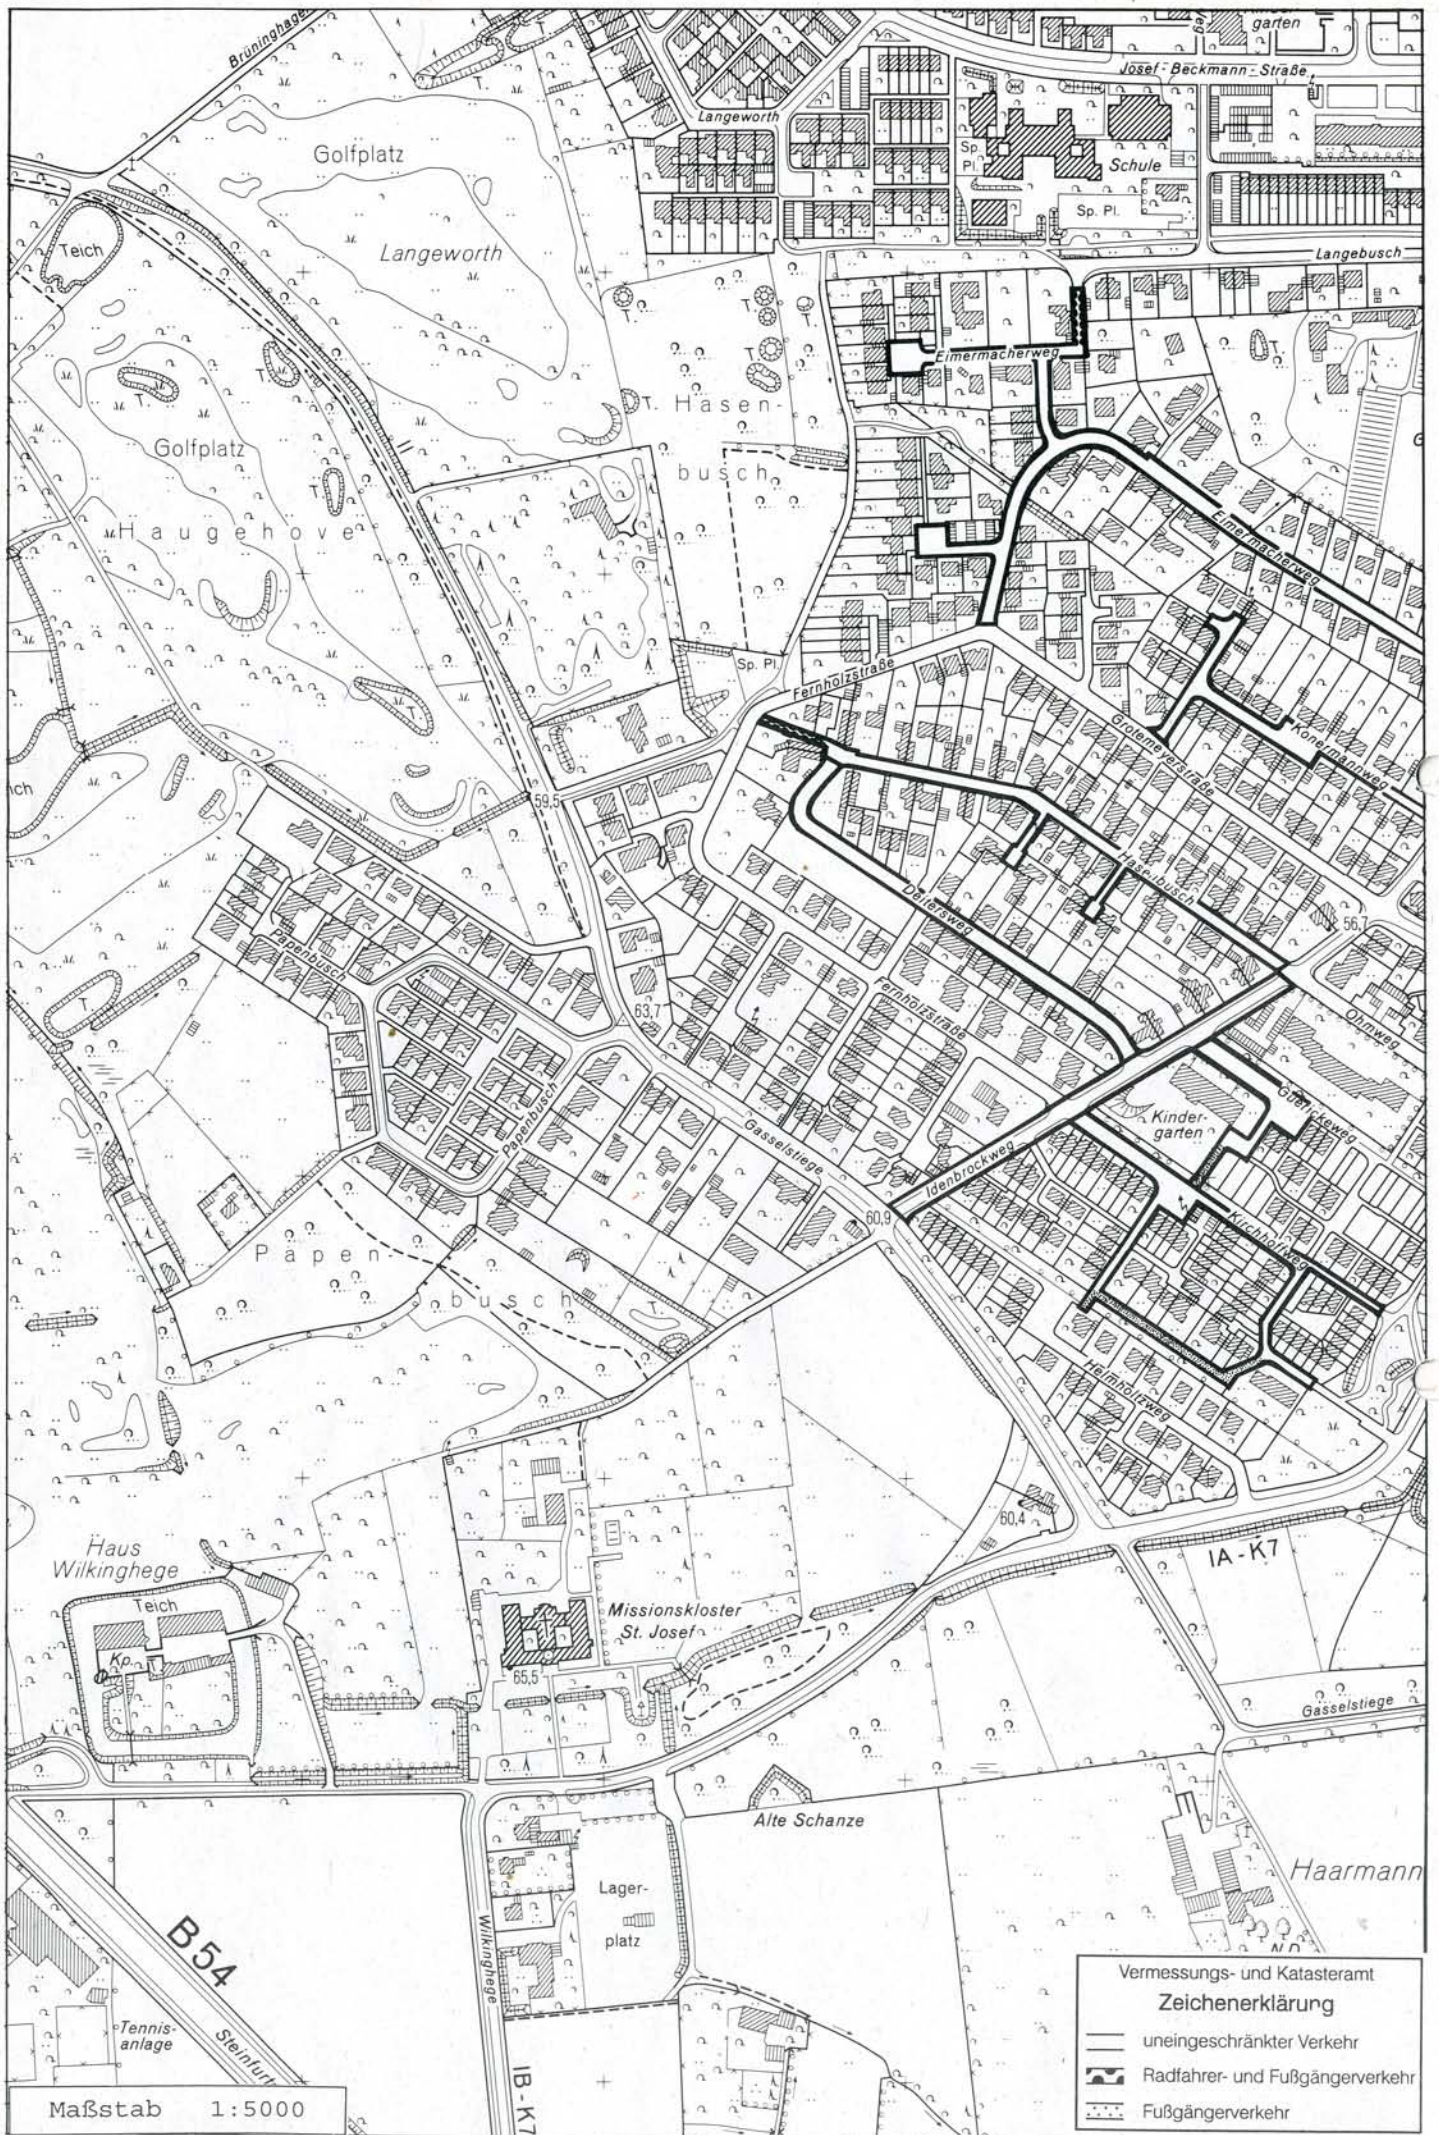 Kinder-
garten
Josef-Beckmann-Straße
Langeworth
Golfplatz
Sp.
Pl.
Schule
Sp. Pl.
Teich
Langeworth
Langebusch
T.
T.
T.
T.
T.
Eimermacherweg
T.
T.
T.
Hasen-
busch
Golfplatz
T.
Haugehove
Eimermacherweg
Sp. Pl.
Fernholzstraße
T.
Grotemeyerstraße
Konermannweg
59,5
Haselbusch
Deitersweg
56,7
Papenbusch
T.
Fernholzstraße
63,7
Ohmweg
Papenbusch
Guerickeweg
Kinder-
garten
Gasselstiege
Idenbrockweg
60,9
Kirchhoffweg
Papen-
busch
T.
Helmholtzweg
60,4
Haus
Wilkinghege
IA-K7
Teich
Missionskloster
St. Josef
Kp.
65,5
Gasselstiege
Alte Schanze
Haarmann
Lager-
platz
B54
N.D.
Wilkinghege
Tennis-
anlage
IB-K7
Vermessungs- und Katasteramt
Zeichenerklärung
uneingeschränkter Verkehr
Radfahrer- und Fußgängerverkehr
Fußgängerverkehr
Maßstab 1:5000